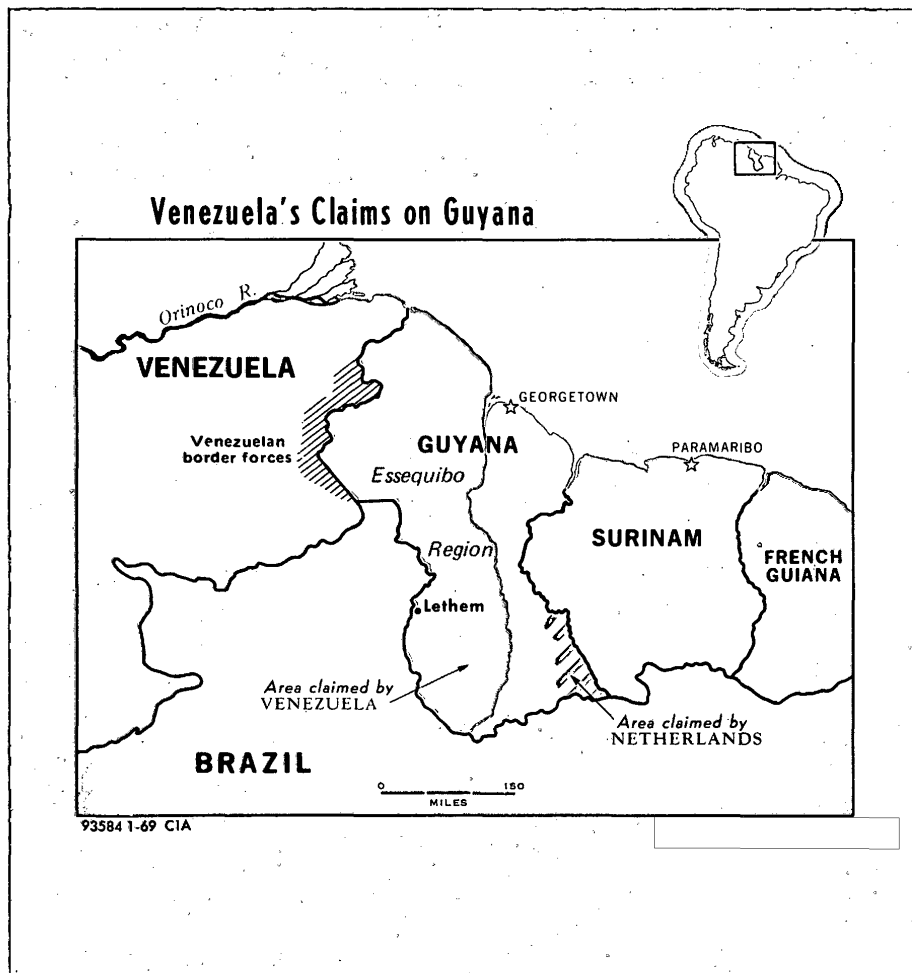 Venezuela's Claims on Guyana
Orinoco R.
VENEZUELA
GEORGETOWN
Venezuelan
border forces
GUYANA
PARAMARIBO
Essequibo
Region
SURINAM
FRENCH
GUIANA
Lethem
Area claimed by
VENEZUELA
Area claimed by
NETHERLANDS
BRAZIL
0 150
MILES
93584 1-69 CIA